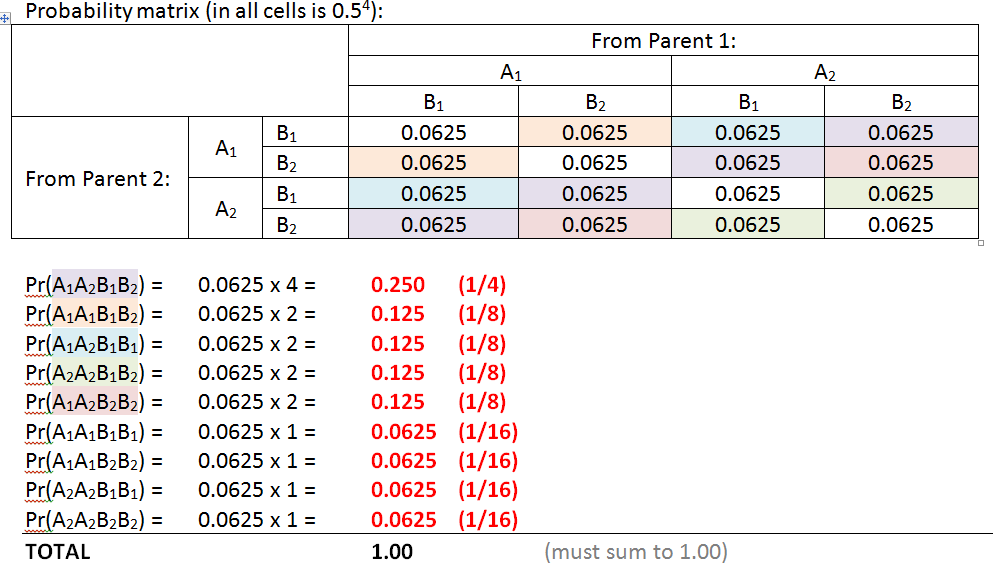 Probability matrix (in all cells is 0.5⁴):
From Parent 1:
A₁ A₂
B₁ B₂ B₁ B₂
From Parent 2: A₁ B₁ 0.0625 0.0625 0.0625 0.0625
B₂ 0.0625 0.0625 0.0625 0.0625
A₂ B₁ 0.0625 0.0625 0.0625 0.0625
B₂ 0.0625 0.0625 0.0625 0.0625
Pr(A₁A₂B₁B₂) = 0.0625 x 4 = 0.250 (1/4)
Pr(A₁A₁B₁B₂) = 0.0625 x 2 = 0.125 (1/8)
Pr(A₁A₂B₁B₁) = 0.0625 x 2 = 0.125 (1/8)
Pr(A₂A₂B₁B₂) = 0.0625 x 2 = 0.125 (1/8)
Pr(A₁A₂B₂B₂) = 0.0625 x 2 = 0.125 (1/8)
Pr(A₁A₁B₁B₁) = 0.0625 x 1 = 0.0625 (1/16)
Pr(A₁A₁B₂B₂) = 0.0625 x 1 = 0.0625 (1/16)
Pr(A₂A₂B₁B₁) = 0.0625 x 1 = 0.0625 (1/16)
Pr(A₂A₂B₂B₂) = 0.0625 x 1 = 0.0625 (1/16)
TOTAL 1.00 (must sum to 1.00)